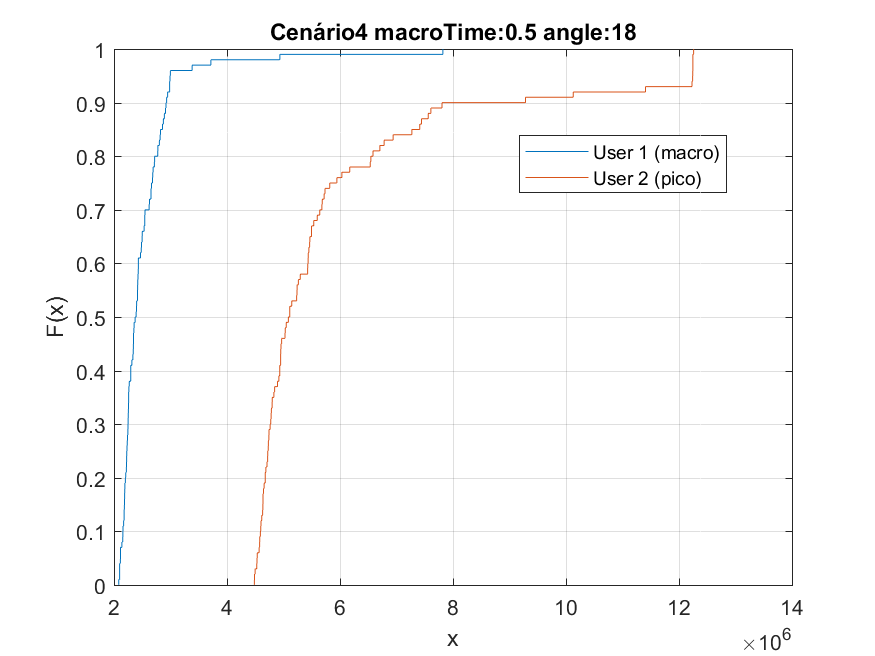 Cenário4 macroTime:0.5 angle:18
1
0.9
0.8
0.7
0.6
0.5
0.4
0.3
0.2
0.1
0
F(x)
User 1 (macro)
User 2 (pico)
2 4 6 8 10 12 14
x
×10⁶